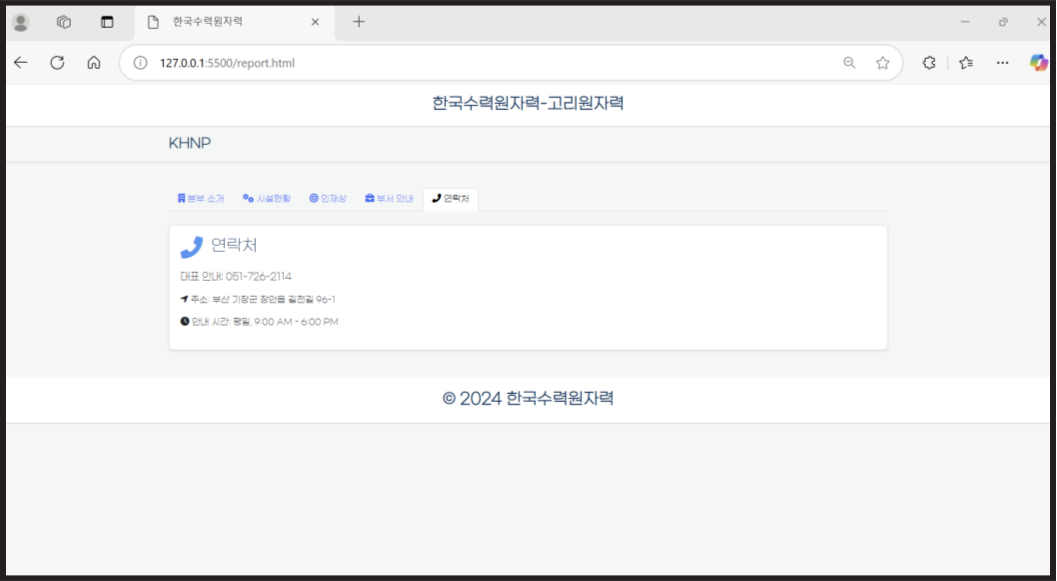 한국수력원자력
127.0.0.1:5500/report.html
한국수력원자력-고리원자력
KHNP
본부 소개 시설현황 인재상 부서 안내 연락처
연락처
대표 안내: 051-726-2114
주소: 부산 기장군 장안읍 길천길 96-1
안내 시간: 평일, 9:00 AM - 6:00 PM
© 2024 한국수력원자력